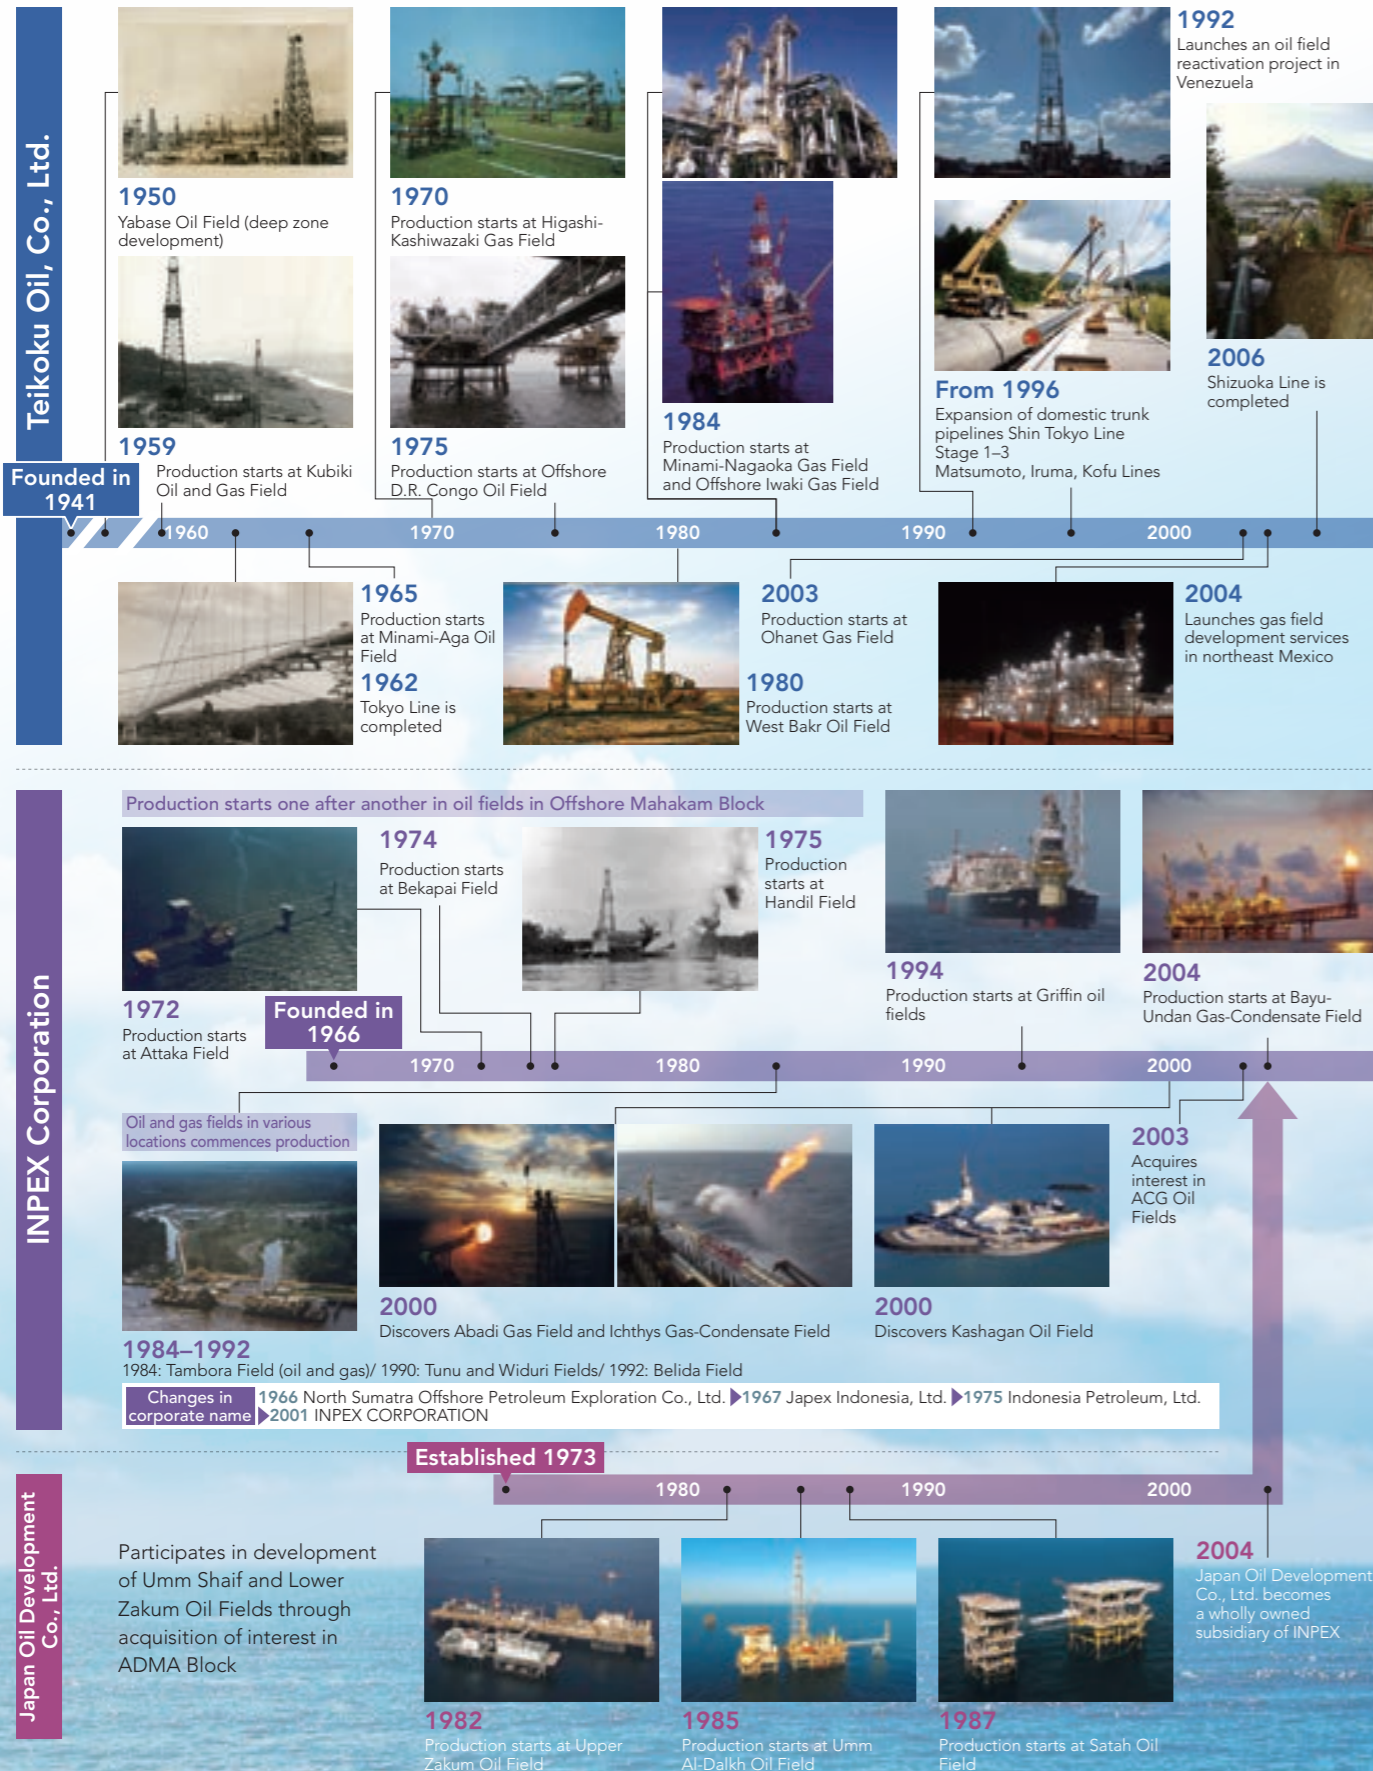 Teikoku Oil, Co., Ltd.
1950
Yabase Oil Field (deep zone
development)
1959
Production starts at Kubiki
Oil and Gas Field
1970
Production starts at Higashi-
Kashiwazaki Gas Field
1975
Production starts at Offshore
D.R. Congo Oil Field
1984
Production starts at
Minami-Nagaoka Gas Field
and Offshore Iwaki Gas Field
1992
Launches an oil field
reactivation project in
Venezuela
From 1996
Expansion of domestic trunk
pipelines Shin Tokyo Line
Stage 1–3
Matsumoto, Iruma, Kofu Lines
2006
Shizuoka Line is
completed
Founded in
1941
1960
1970
1980
1990
2000
1965
Production starts
at Minami-Aga Oil
Field
1962
Tokyo Line is
completed
2003
Production starts at
Ohanet Gas Field
1980
Production starts at
West Bakr Oil Field
2004
Launches gas field
development services
in northeast Mexico
INPEX Corporation
Production starts one after another in oil fields in Offshore Mahakam Block
1972
Production starts
at Attaka Field
1974
Production starts
at Bekapai Field
1975
Production
starts at
Handil Field
1994
Production starts at Griffin oil
fields
2004
Production starts at Bayu-
Undan Gas-Condensate Field
Founded in
1966
1970
1980
1990
2000
Oil and gas fields in various
locations commences production
1984–1992
1984: Tambora Field (oil and gas)/ 1990: Tunu and Widuri Fields/ 1992: Belida Field
2000
Discovers Abadi Gas Field and Ichthys Gas-Condensate Field
2000
Discovers Kashagan Oil Field
2003
Acquires
interest in
ACG Oil
Fields
Changes in
corporate name
1966 North Sumatra Offshore Petroleum Exploration Co., Ltd. ▶1967 Japex Indonesia, Ltd. ▶1975 Indonesia Petroleum, Ltd.
▶2001 INPEX CORPORATION
Japan Oil Development
Co., Ltd.
Established 1973
1980
1990
2000
Participates in development
of Umm Shaif and Lower
Zakum Oil Fields through
acquisition of interest in
ADMA Block
1982
Production starts at Upper
Zakum Oil Field
1985
Production starts at Umm
Al-Dalkh Oil Field
1987
Production starts at Satah Oil
Field
2004
Japan Oil Development
Co., Ltd. becomes
a wholly owned
subsidiary of INPEX